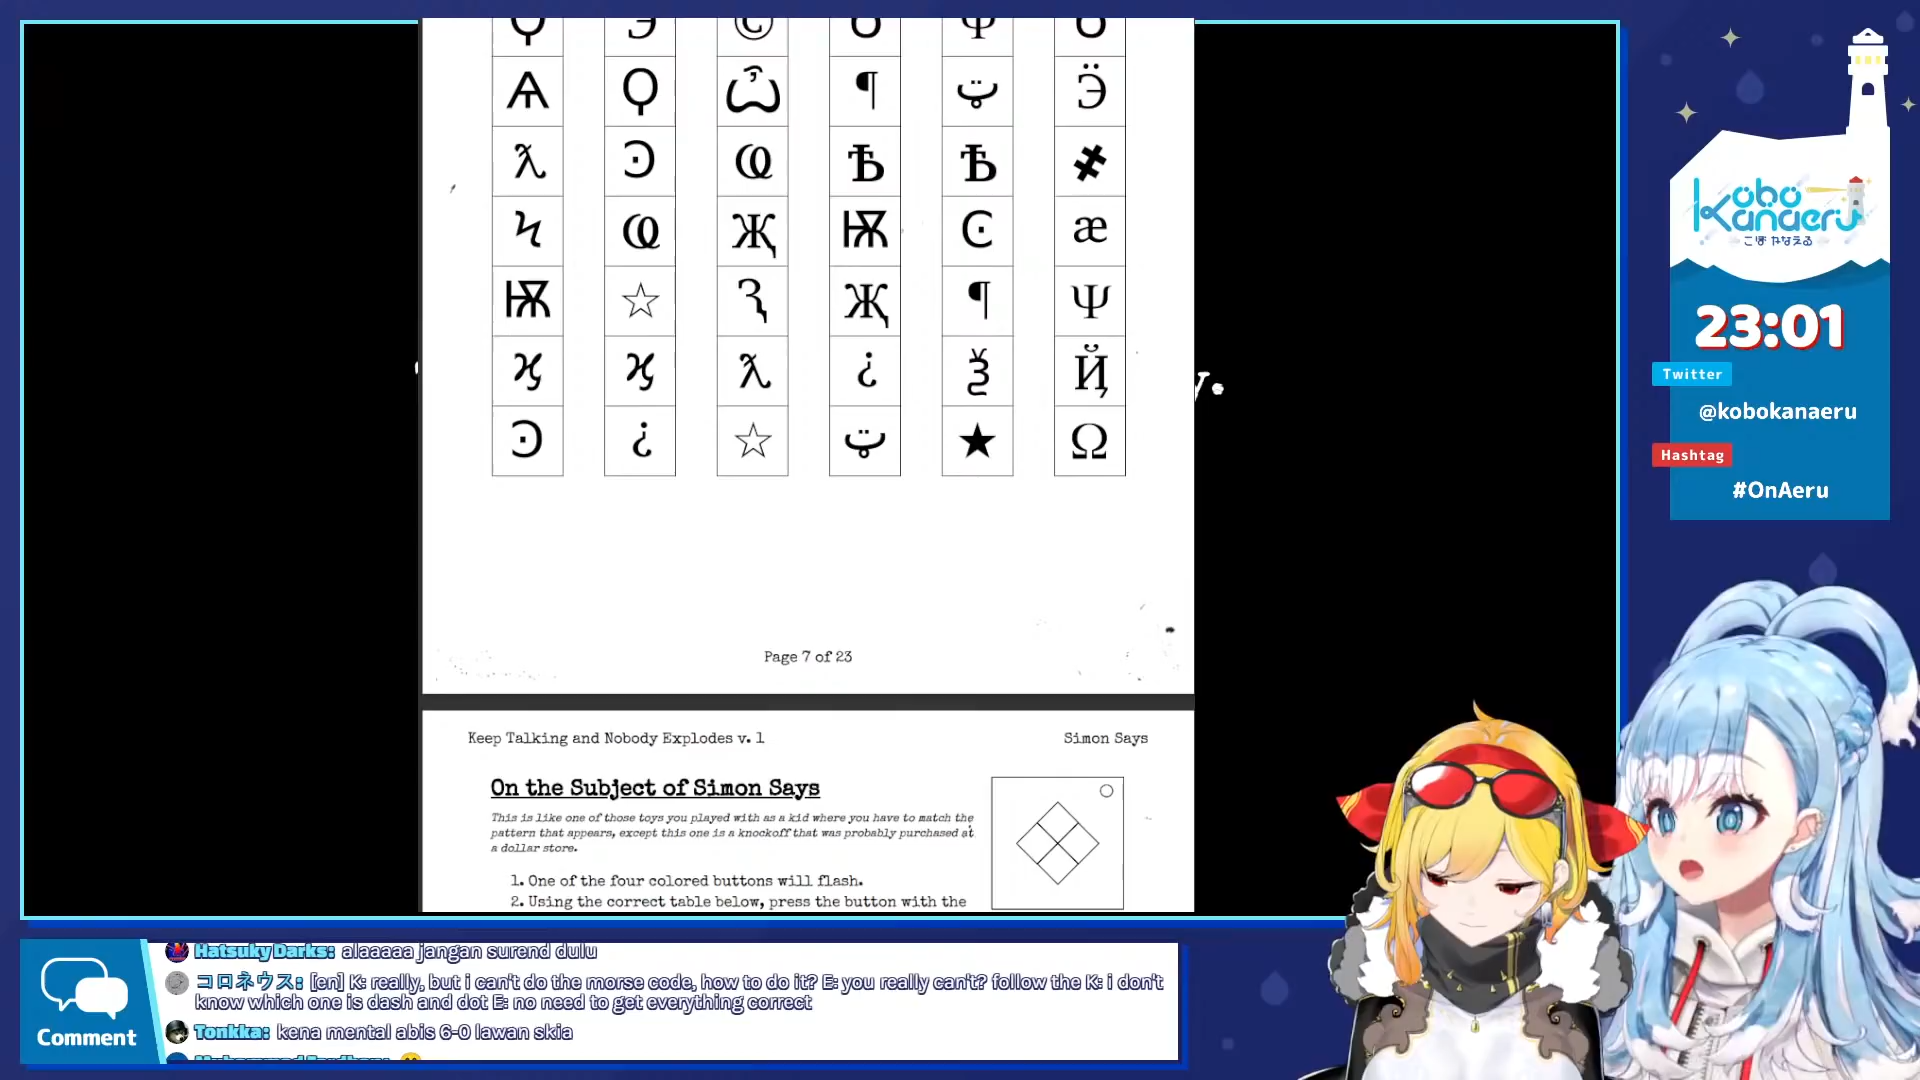 Ϙ Ӭ © Ϭ Ψ Ϭ
Ѧ Ϙ Ѽ ¶ ټ Ӭ
ƛ Ͽ Ҩ Ѣ Ѣ ҂
Ϟ Ҩ Җ Ѭ Ͼ æ
Ѭ ☆ Ԇ Җ ¶ Ψ
ϗ ϗ ƛ ¿ Ѯ Ҋ
Ͽ ¿ ☆ ټ ★ Ω
y.
Page 7 of 23
Keep Talking and Nobody Explodes v. 1
Simon Says
On the Subject of Simon Says
This is like one of those toys you played with as a kid where you have to match the
pattern that appears, except this one is a knockoff that was probably purchased at
a dollar store.
1. One of the four colored buttons will flash.
2. Using the correct table below, press the button with the
Kobo
Kanaeru
こぼ かなえる
23:01
Twitter
@kobokanaeru
Hashtag
#OnAeru
Comment
Hatsuky Darks: alaaaaa jangan surend dulu
コロネウス: [en] K: really, but i can't do the morse code, how to do it? E: you really can't? follow the K: i don't
know which one is dash and dot E: no need to get everything correct
Tonkka: kena mental abis 6-0 lawan skia